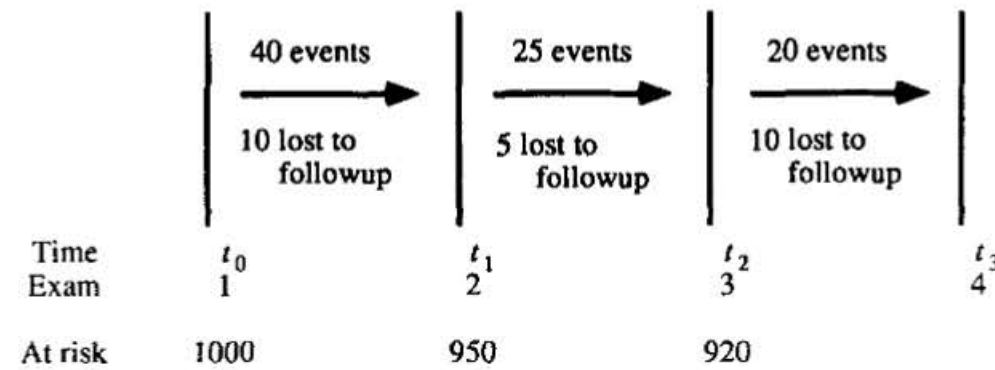 40 events 25 events 20 events
10 lost to 5 lost to 10 lost to
followup followup followup
Time t0 t1 t2 t3
Exam 1 2 3 4
At risk 1000 950 920